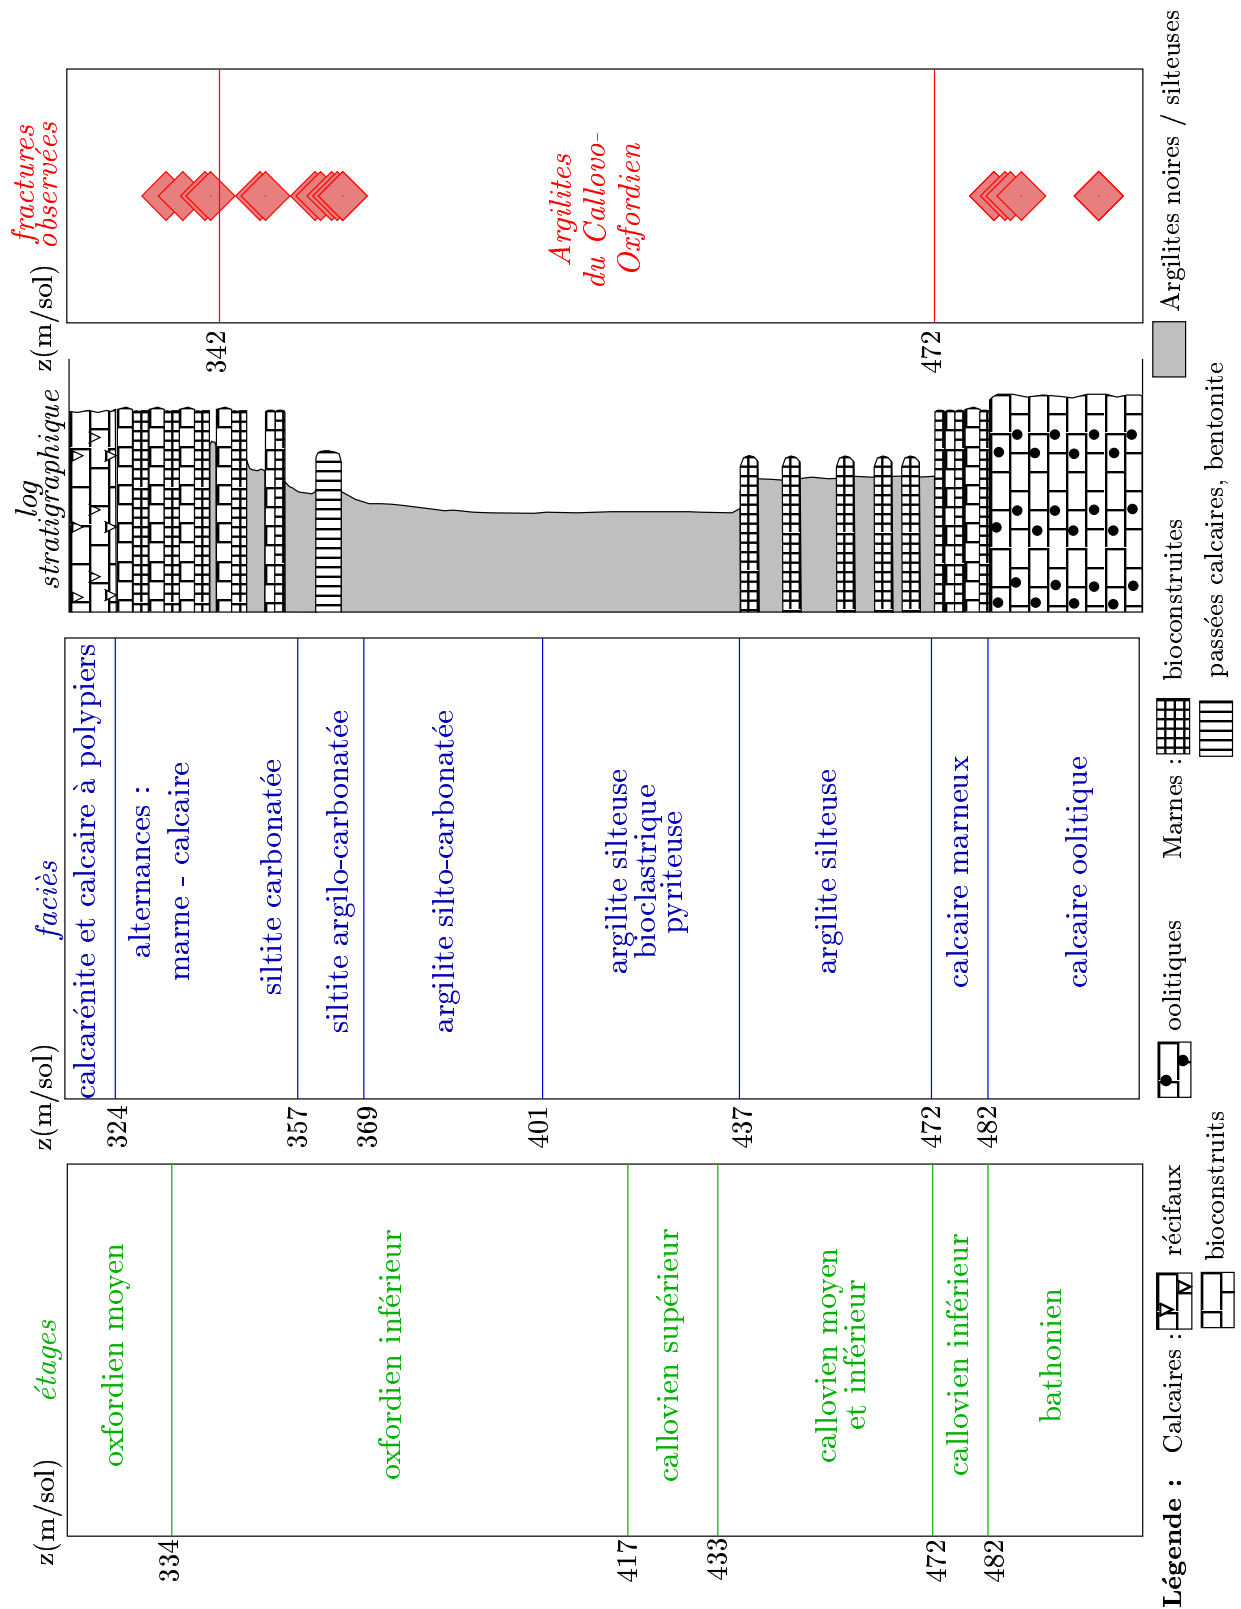 étages
z(m/sol)
oxfordien moyen
334
oxfordien inférieur
417
callovien supérieur
433
callovien moyen
et inférieur
472
callovien inférieur
482
bathonien
faciès
z(m/sol)
calcarénite et calcaire à polypiers
324
alternances :
marne - calcaire
siltite carbonatée
357
siltite argilo-carbonatée
369
argilite silto-carbonatée
401
argilite silteuse
bioclastrique
pyriteuse
437
argilite silteuse
472
calcaire marneux
482
calcaire oolitique
log
stratigraphique
fractures
observées
z(m/sol)
342
Argilites
du Callovo-
Oxfordien
472
Légende : Calcaires : récifaux oolitiques Marnes : bioconstruites Argilites noires / silteuses
bioconstruits passées calcaires, bentonite